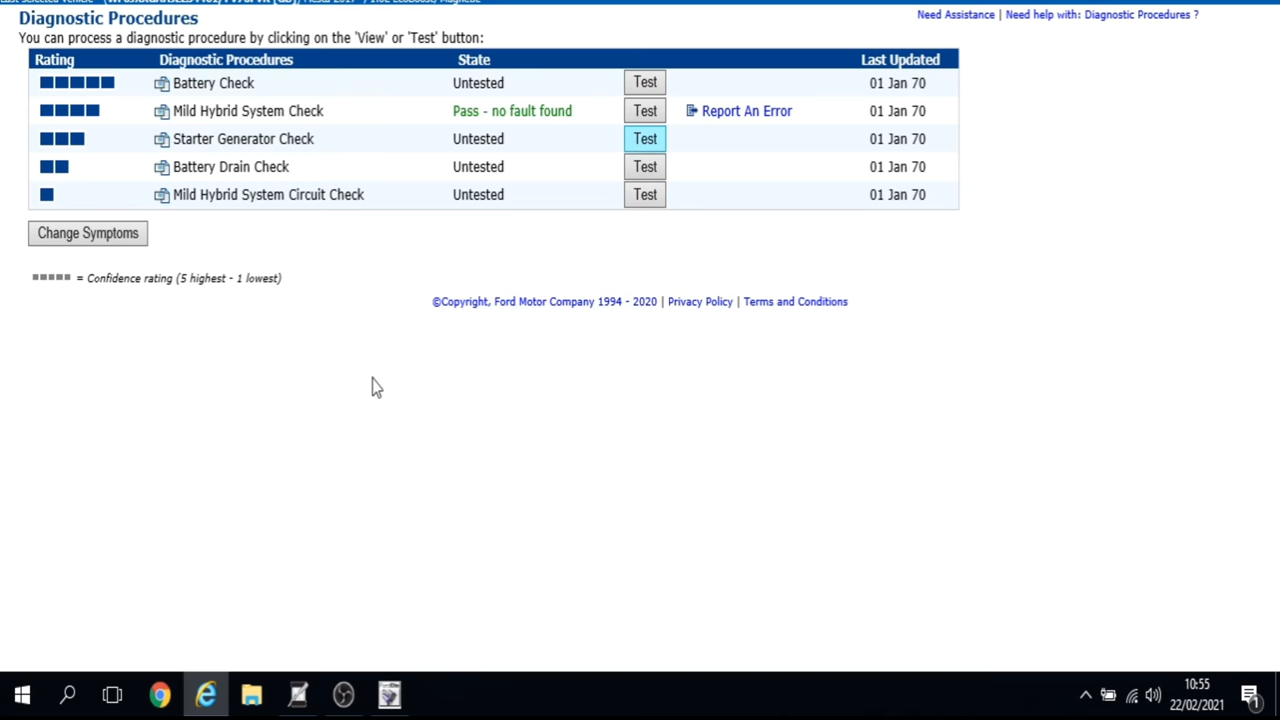 Diagnostic Procedures
Need Assistance | Need help with: Diagnostic Procedures ?
You can process a diagnostic procedure by clicking on the 'View' or 'Test' button:
Rating Diagnostic Procedures State Last Updated
Battery Check Untested Test 01 Jan 70
Mild Hybrid System Check Pass - no fault found Test Report An Error 01 Jan 70
Starter Generator Check Untested Test 01 Jan 70
Battery Drain Check Untested Test 01 Jan 70
Mild Hybrid System Circuit Check Untested Test 01 Jan 70
Change Symptoms
= Confidence rating (5 highest - 1 lowest)
©Copyright, Ford Motor Company 1994 - 2020 | Privacy Policy | Terms and Conditions
10:55
22/02/2021
1